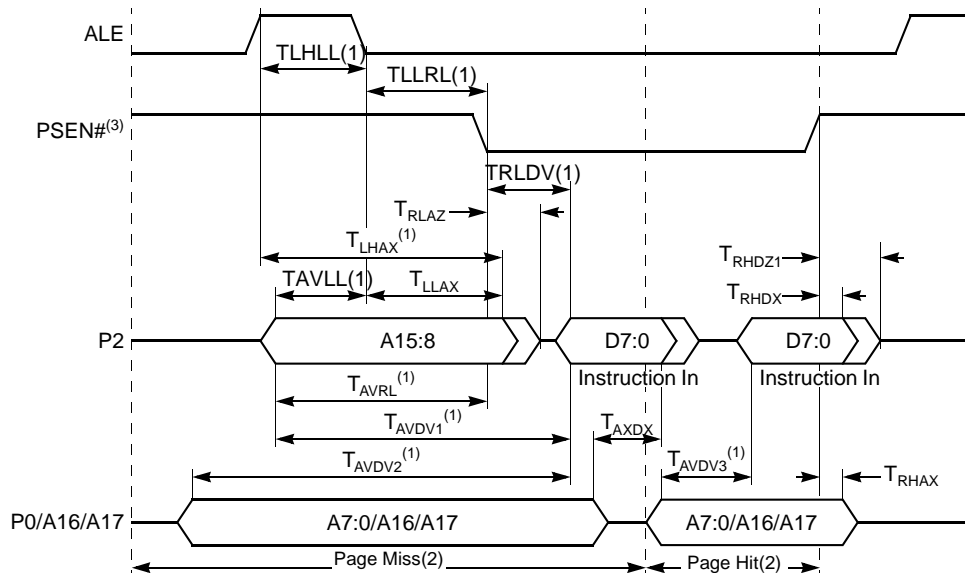 ALE
TLHLL(1)
TLLRL(1)
PSEN#(3)
TRLDV(1)
TRLAZ
TLHAX(1)
TRHDZ1
TAVLL(1)
TLLAX
TRHDX
P2
A15:8
D7:0
D7:0
Instruction In
Instruction In
TAVRL(1)
TAVDV1(1)
TAXDX
TAVDV2(1)
TAVDV3(1)
TRHAX
P0/A16/A17
A7:0/A16/A17
A7:0/A16/A17
Page Miss(2)
Page Hit(2)